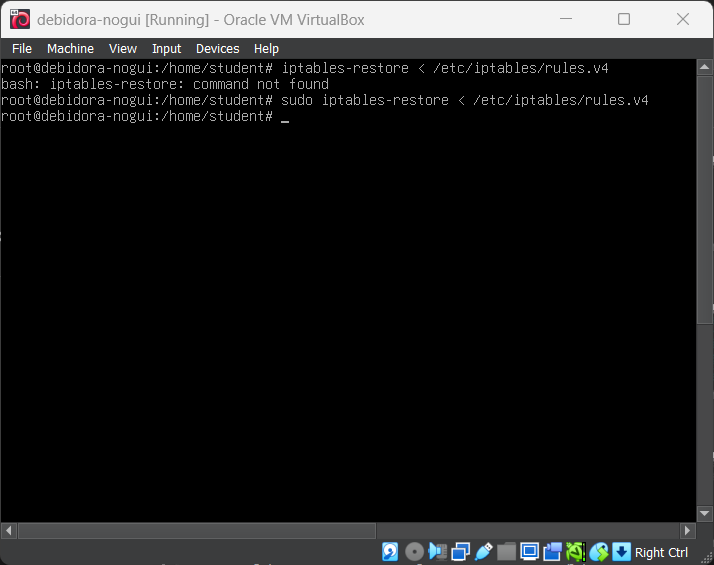 debidora-nogui [Running] - Oracle VM VirtualBox
File Machine View Input Devices Help
root@debidora-nogui:/home/student# iptables-restore < /etc/iptables/rules.v4
bash: iptables-restore: command not found
root@debidora-nogui:/home/student# sudo iptables-restore < /etc/iptables/rules.v4
root@debidora-nogui:/home/student# _
Right Ctrl